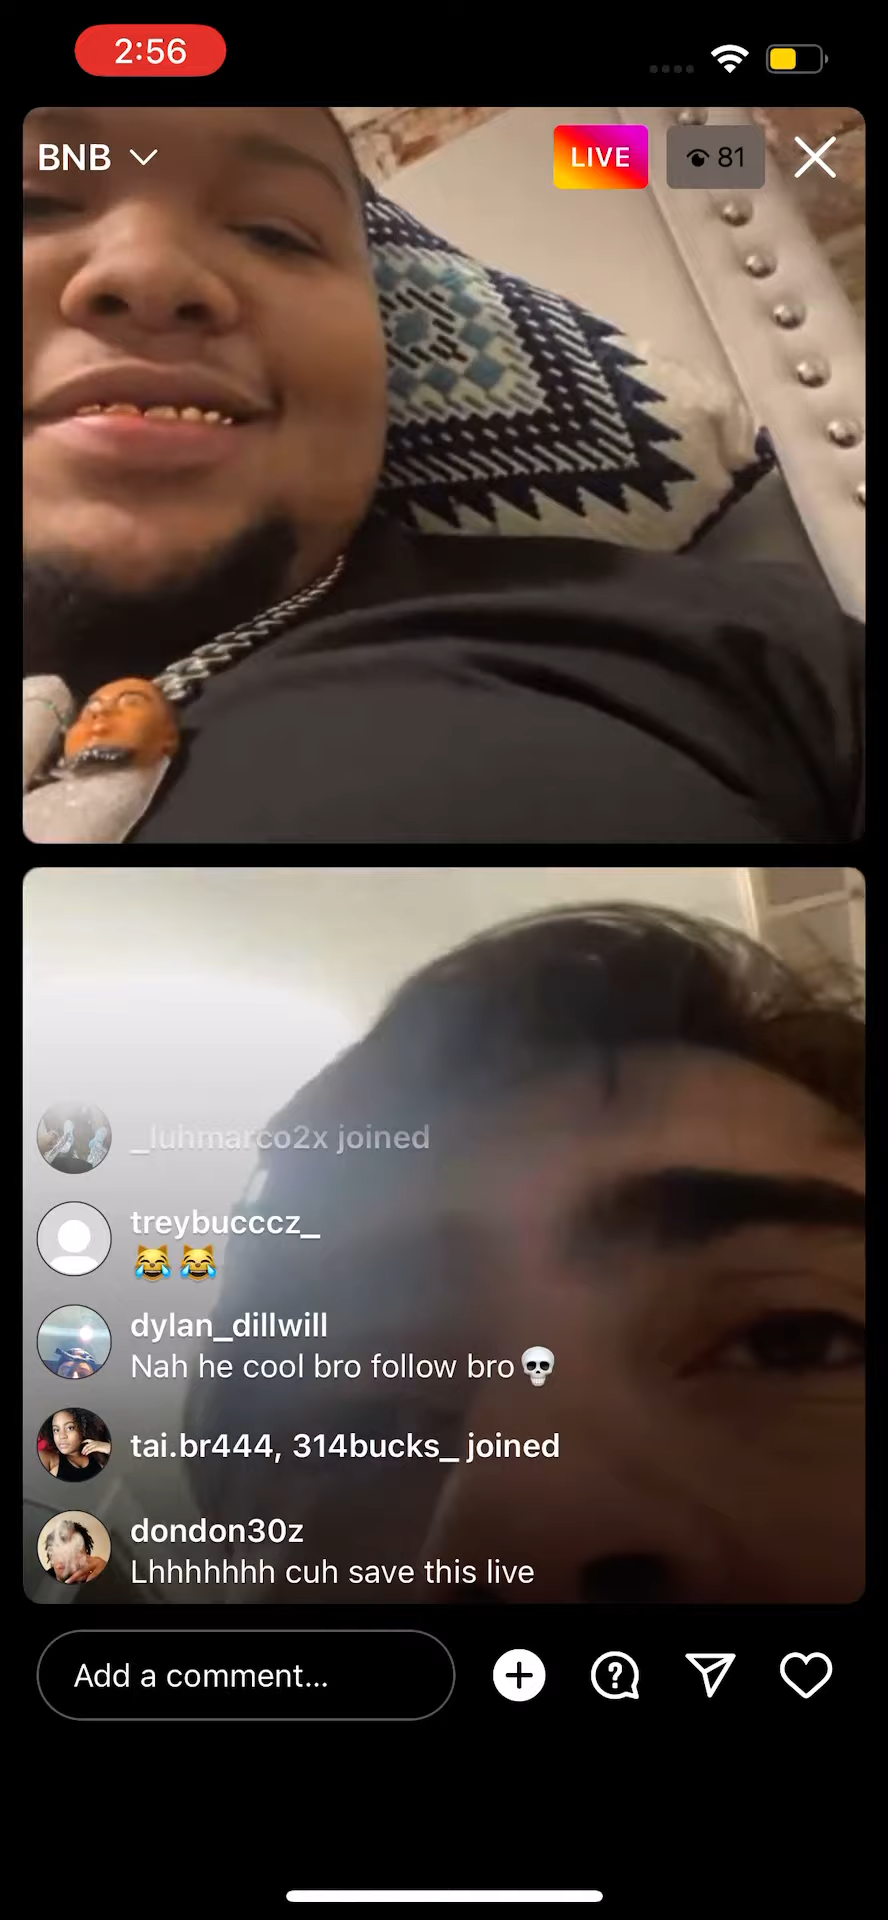 2:56
BNB
LIVE
81
_luhmarco2x joined
treybucccz_
😹😹
dylan_dillwill
Nah he cool bro follow bro💀
tai.br444, 314bucks_ joined
dondon30z
Lhhhhhhh cuh save this live
Add a comment...